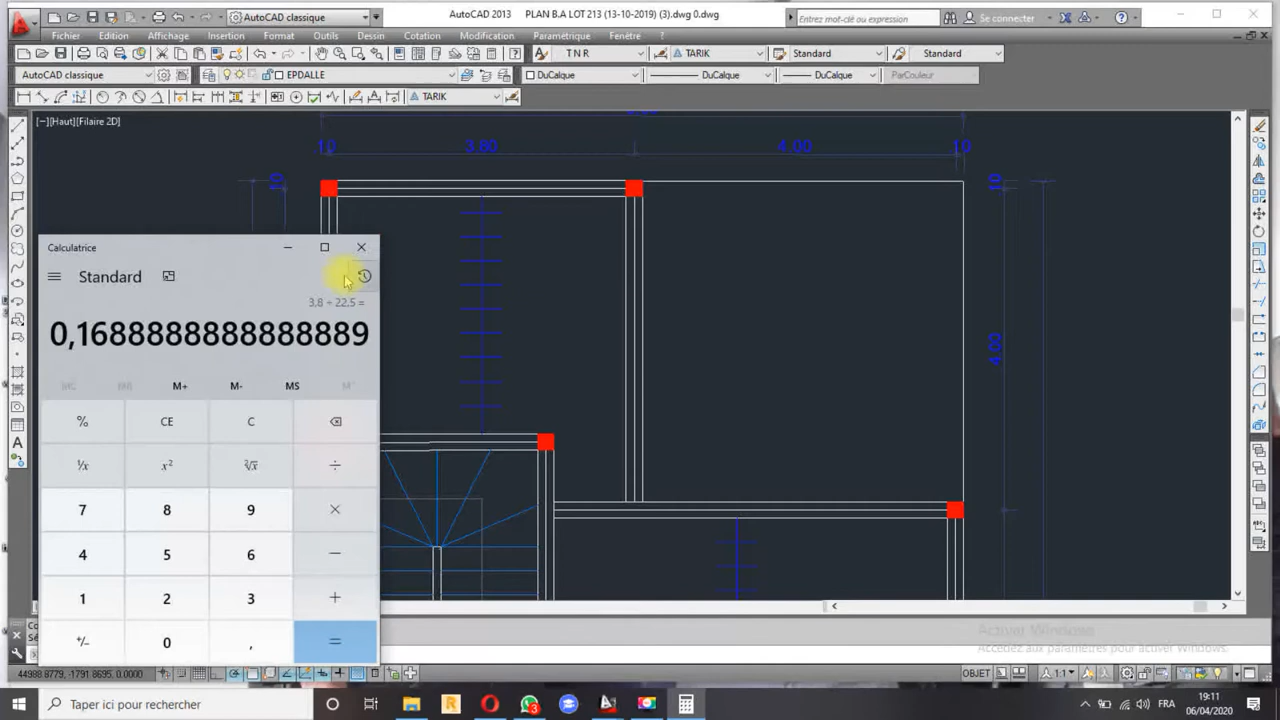 AutoCAD classique
AutoCAD 2013 PLAN B.A LOT 213 (13-10-2019) (3).dwg 0.dwg
Entrez mot-clé ou expression
Se connecter
Fichier Edition Affichage Insertion Format Outils Dessin Cotation Modification Paramétrique Fenêtre ?
T N R TARIK Standard Standard
AutoCAD classique EPDALLE DuCalque DuCalque DuCalque ParCouleur
TARIK
[−][Haut][Filaire 2D]
10 3.80 4.00 10
10 10
Calculatrice
Standard
3,8 ÷ 22,5 =
0,1688888888888889
4.00
MC MR M+ M- MS M˅
% CE C
¹/x x² ²√x ÷
7 8 9 ×
4 5 6 −
1 2 3 +
+/− 0 , =
Activer Windows
Accédez aux paramètres pour activer Windows.
44988.8779, -1791.8695, 0.0000
OBJET 1:1
Taper ici pour rechercher
3
FRA
19:11
06/04/2020